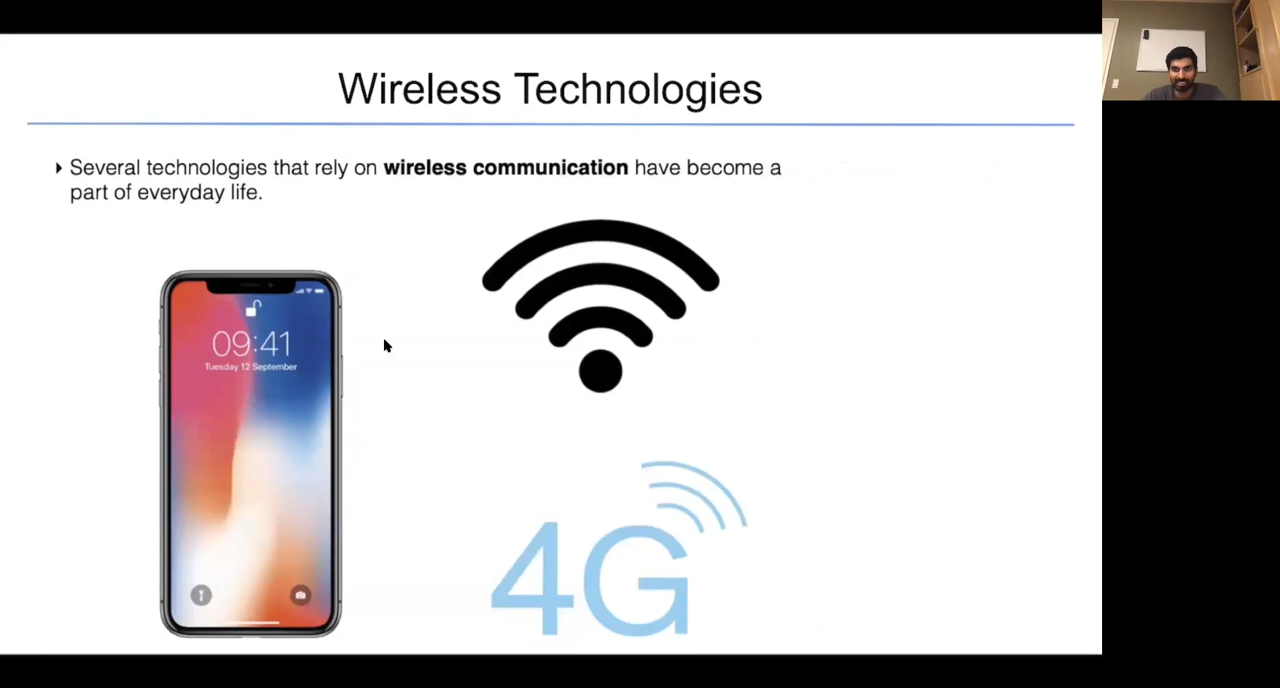 Wireless Technologies
Several technologies that rely on wireless communication have become a
part of everyday life.
09:41
Tuesday 12 September
4G